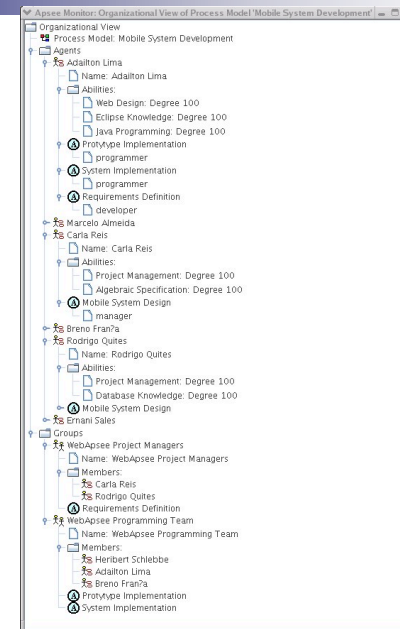 Apsee Monitor: Organizational View of Process Model 'Mobile System Development'
Organizational View
Process Model: Mobile System Development
Agents
Adailton Lima
Name: Adailton Lima
Abilities:
Web Design: Degree 100
Eclipse Knowledge: Degree 100
Java Programming: Degree 100
A Protytype Implementation
programmer
A System Implementation
programmer
A Requirements Definition
developer
Marcelo Almeida
Carla Reis
Name: Carla Reis
Abilities:
Project Management: Degree 100
Algebraic Specification: Degree 100
A Mobile System Design
manager
Breno Fran?a
Rodrigo Quites
Name: Rodrigo Quites
Abilities:
Project Management: Degree 100
Database Knowledge: Degree 100
A Mobile System Design
Ernani Sales
Groups
WebApsee Project Managers
Name: WebApsee Project Managers
Members:
Carla Reis
Rodrigo Quites
A Requirements Definition
WebApsee Programming Team
Name: WebApsee Programming Team
Members:
Heribert Schlebbe
Adailton Lima
Breno Fran?a
A Protytype Implementation
A System Implementation